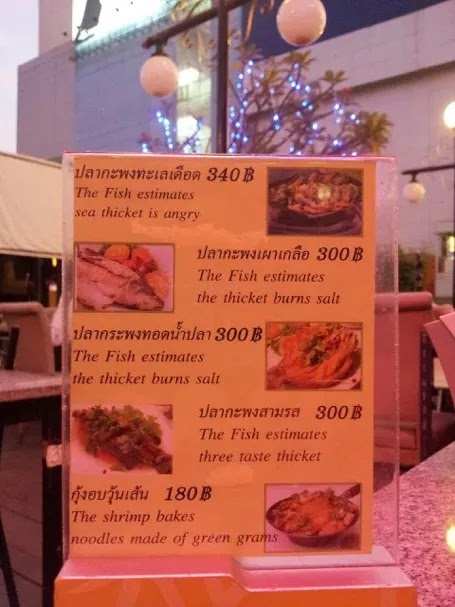 ปลากะพงทะเลเดือด 340฿
The Fish estimates
sea thicket is angry
ปลากะพงเผาเกลือ 300฿
The Fish estimates
the thicket burns salt
ปลากระพงทอดน้ำปลา 300฿
The Fish estimates
the thicket burns salt
ปลากะพงสามรส 300฿
The Fish estimates
three taste thicket
กุ้งอบวุ้นเส้น 180฿
The shrimp bakes
noodles made of green grams